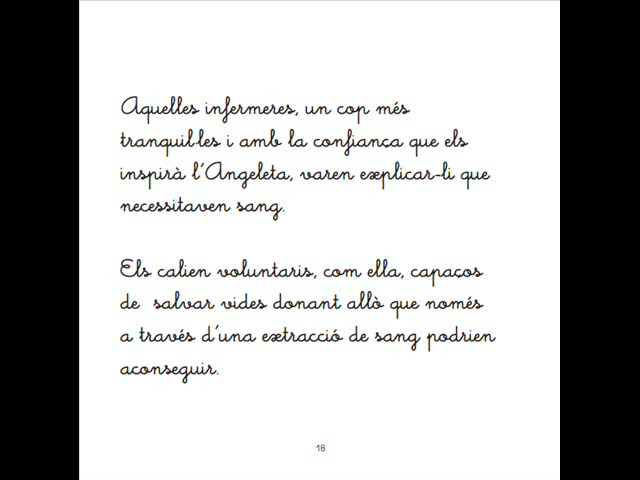 Aquelles infermeres, un cop més
tranquil·les i amb la confiança que els
inspirà l'Angeleta, varen explicar-li que
necessitaven sang.
Els calien voluntaris, com ella, capaços
de salvar vides donant allò que només
a través d'una extracció de sang podrien
aconseguir.
18